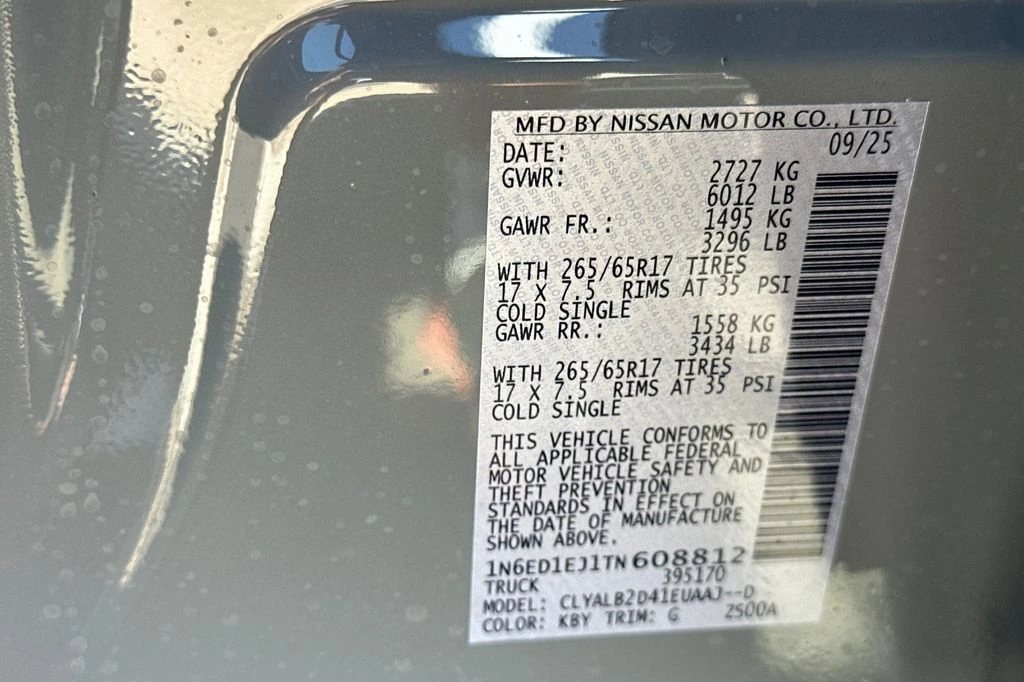 MFD BY NISSAN MOTOR CO., LTD.
DATE: 09/25
GVWR: 2727 KG
6012 LB
GAWR FR.: 1495 KG
3296 LB
WITH 265/65R17 TIRES
17 X 7.5 RIMS AT 35 PSI
COLD SINGLE
GAWR RR.: 1558 KG
3434 LB
WITH 265/65R17 TIRES
17 X 7.5 RIMS AT 35 PSI
COLD SINGLE
THIS VEHICLE CONFORMS TO
ALL APPLICABLE FEDERAL
MOTOR VEHICLE SAFETY AND
THEFT PREVENTION
STANDARDS IN EFFECT ON
THE DATE OF MANUFACTURE
SHOWN ABOVE.
1N6ED1EJ1TN608812
TRUCK 395170
MODEL: CLYALB2D41EUAAJ--D
COLOR: KBY TRIM: G ZS00A